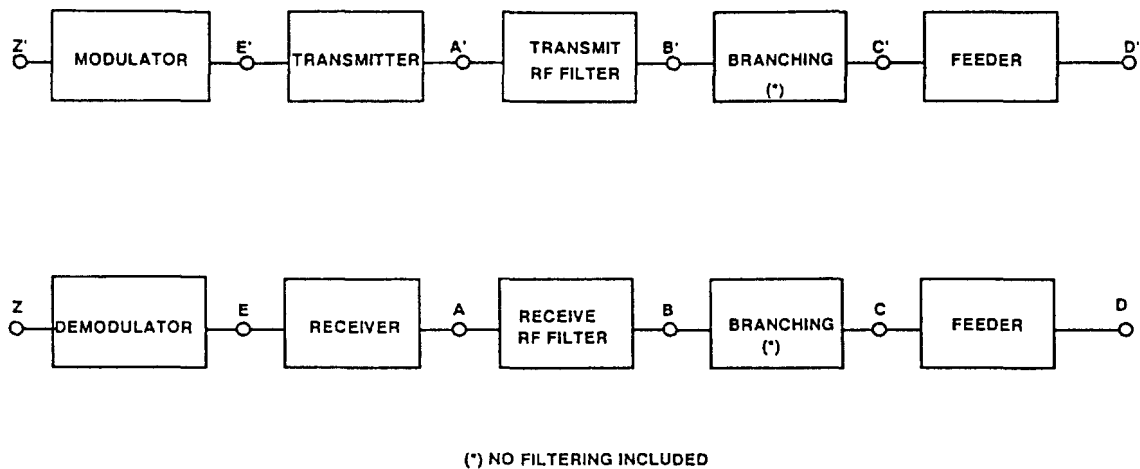 Z' MODULATOR E' TRANSMITTER A' TRANSMIT RF FILTER B' BRANCHING (*) C' FEEDER D'
Z DEMODULATOR E RECEIVER A RECEIVE RF FILTER B BRANCHING (*) C FEEDER D
(*) NO FILTERING INCLUDED